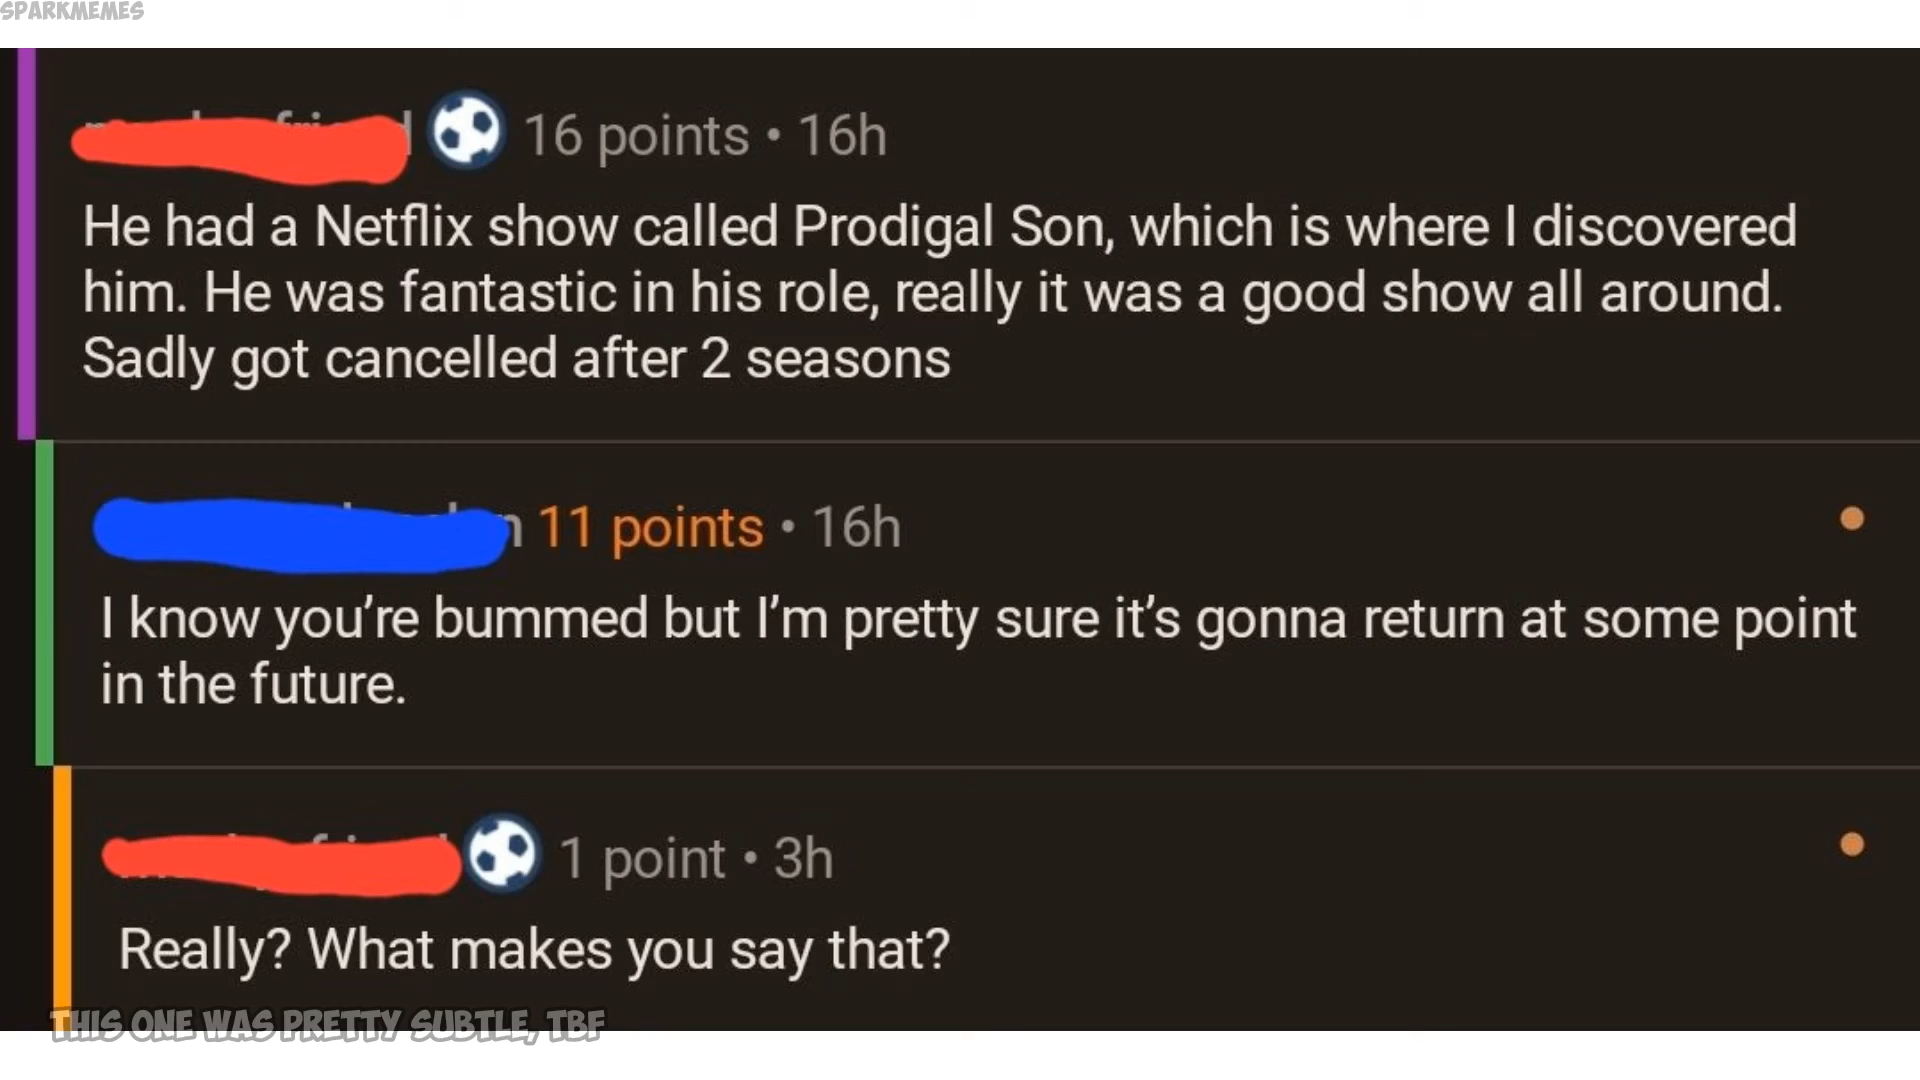 SPARKMEMES
16 points • 16h
He had a Netflix show called Prodigal Son, which is where I discovered
him. He was fantastic in his role, really it was a good show all around.
Sadly got cancelled after 2 seasons
11 points • 16h
I know you’re bummed but I’m pretty sure it’s gonna return at some point
in the future.
1 point • 3h
Really? What makes you say that?
THIS ONE WAS PRETTY SUBTLE, TBF